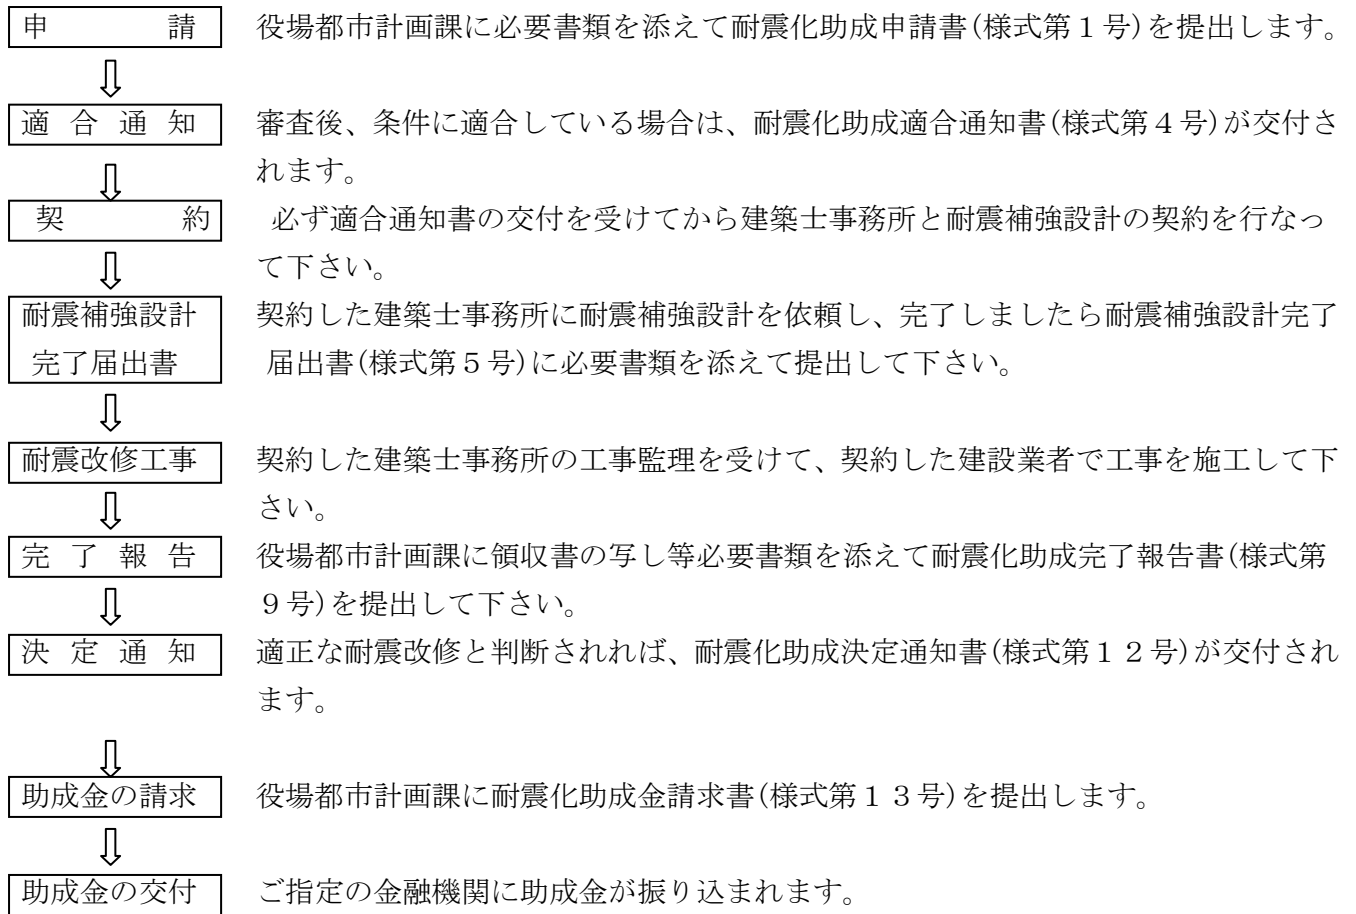 申　　　請　役場都市計画課に必要書類を添えて耐震化助成申請書(様式第１号)を提出します。
⇩
適 合 通 知　審査後、条件に適合している場合は、耐震化助成適合通知書(様式第４号)が交付さ
れます。
⇩
契　　　約　必ず適合通知書の交付を受けてから建築士事務所と耐震補強設計の契約を行なっ
て下さい。
⇩
耐震補強設計　契約した建築士事務所に耐震補強設計を依頼し、完了しましたら耐震補強設計完了
完了届出書　届出書(様式第５号)に必要書類を添えて提出して下さい。
⇩
耐震改修工事　契約した建築士事務所の工事監理を受けて、契約した建設業者で工事を施工して下
さい。
⇩
完 了 報 告　役場都市計画課に領収書の写し等必要書類を添えて耐震化助成完了報告書(様式第
９号)を提出して下さい。
⇩
決 定 通 知　適正な耐震改修と判断されれば、耐震化助成決定通知書(様式第１２号)が交付され
ます。
⇩
助成金の請求　役場都市計画課に耐震化助成金請求書(様式第１３号)を提出します。
⇩
助成金の交付　ご指定の金融機関に助成金が振り込まれます。